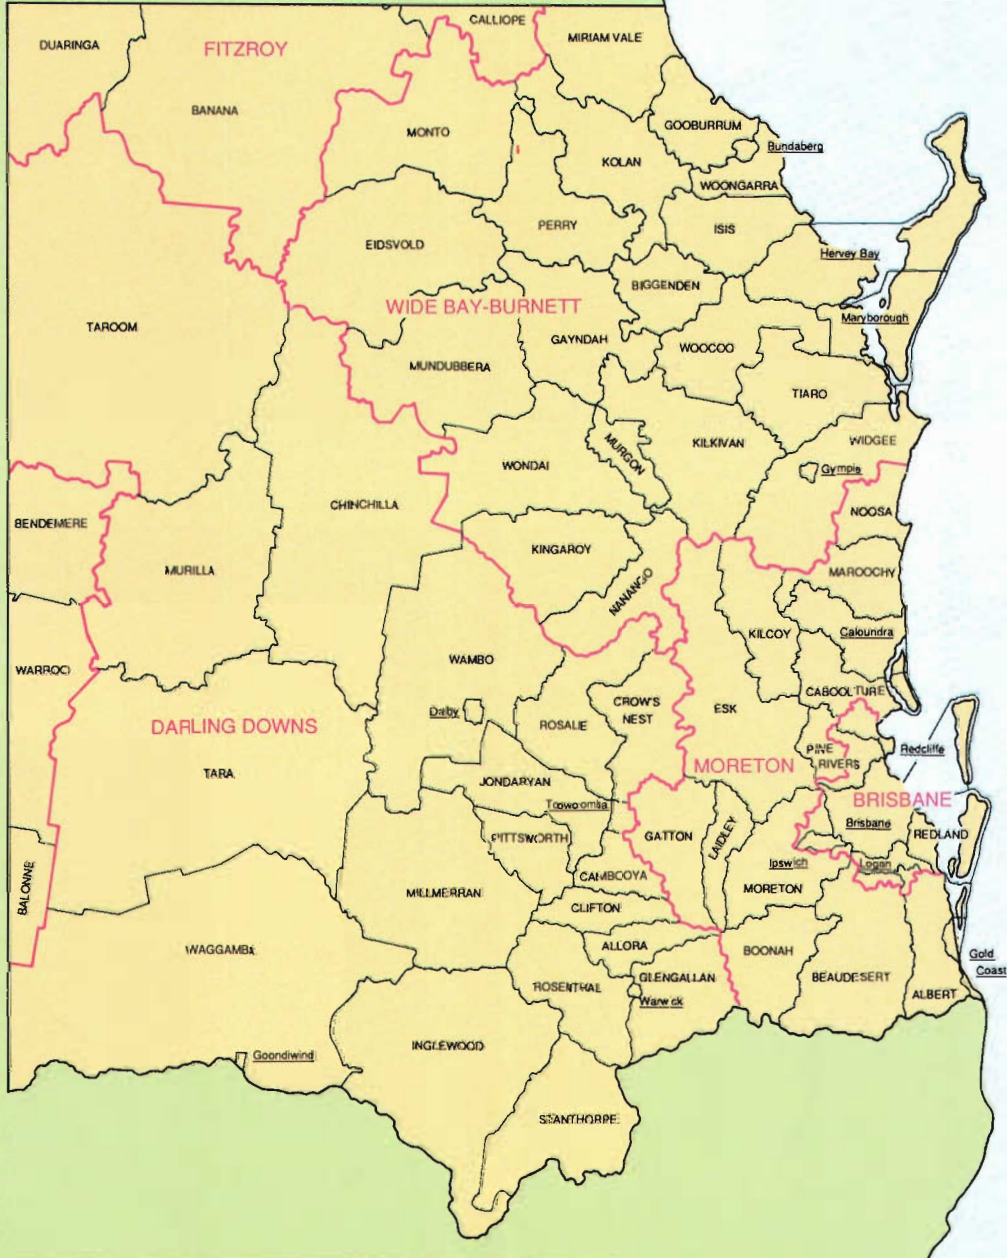 CALLIOPE
DUARINGA
FITZROY
MIRIAM VALE
BANANA
MONTO
GOOBURRUM
Bundaberg
KOLAN
WOONGARRA
PERRY
ISIS
EIDSVOLD
Hervey Bay
BIGGENDEN
WIDE BAY-BURNETT
Maryborough
TAROOM
GAYNDAH
WOOCOO
MUNDUBBERA
TIARO
WIDGEE
MURGON
KILKIVAN
WONDAI
Gympie
CHINCHILLA
NOOSA
BENDEMERE
KINGAROY
MURILLA
MAROOCHY
NANANGO
KILCOY
Caloundra
WAMBO
WARROO
CABOOLTURE
CROW'S
NEST
ESK
Dalby
ROSALIE
DARLING DOWNS
PINE
RIVERS
Redcliffe
MORETON
TARA
JONDARYAN
BRISBANE
Toowoomba
Brisbane
PITTSWORTH
GATTON
LAIDLEY
REDLAND
Ipswich
Logan
CAMBOOYA
MORETON
BALONNE
MILLMERRAN
CLIFTON
ALLORA
WAGGAMBA
BOONAH
Gold
Coast
GLENGALLAN
BEAUDESERT
ROSENTHAL
ALBERT
Warwick
INGLEWOOD
Goondiwind
STANTHORPE